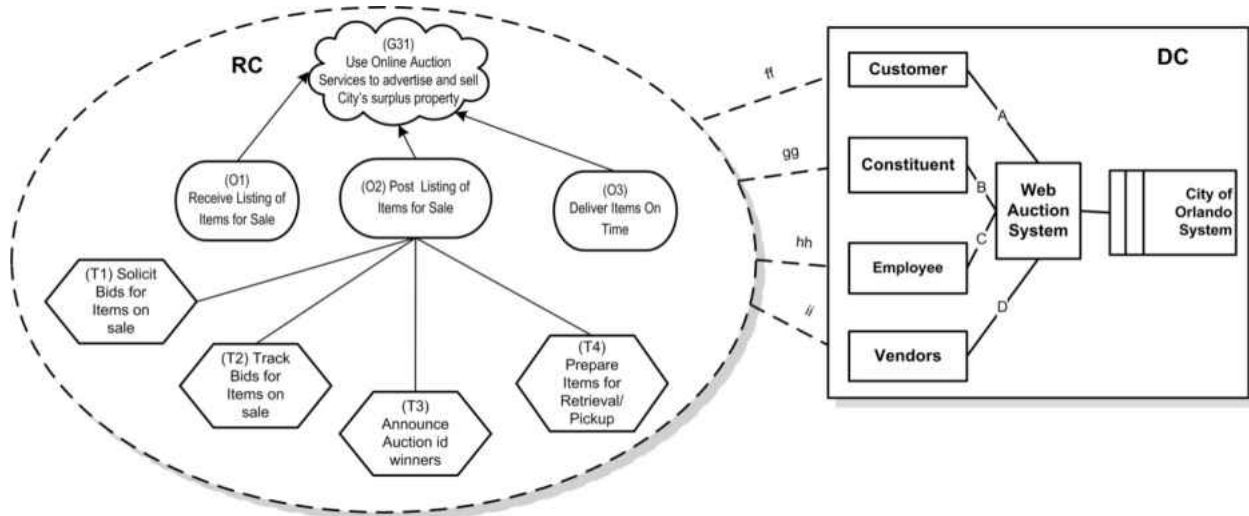 RC
(G31)
Use Online Auction
Services to advertise and sell
City's surplus property
(O1)
Receive Listing of
Items for Sale
(O2) Post Listing of
Items for Sale
(O3)
Deliver Items On
Time
(T1) Solicit
Bids for
Items on
sale
(T2) Track
Bids for
Items on
sale
(T3)
Announce
Auction id
winners
(T4)
Prepare
Items for
Retrieval/
Pickup
ff
gg
hh
ii
DC
Customer
Constituent
Employee
Vendors
A
B
C
D
Web
Auction
System
City of
Orlando
System